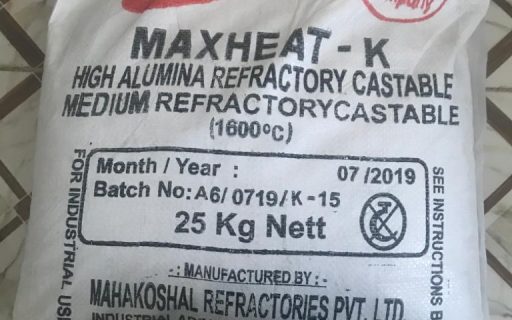 MAXHEAT - K
HIGH ALUMINA REFRACTORY CASTABLE
MEDIUM REFRACTORYCASTABLE
(1600°C)
Month / Year : 07 /2019
Batch No: A6/ 0719/K -15
25 Kg Nett
FOR INDUSTRIAL USE
SEE INSTRUCTIONS
-: MANUFACTURED BY :-
MAHAKOSHAL REFRACTORIES PVT. LTD
INDUSTRIAL